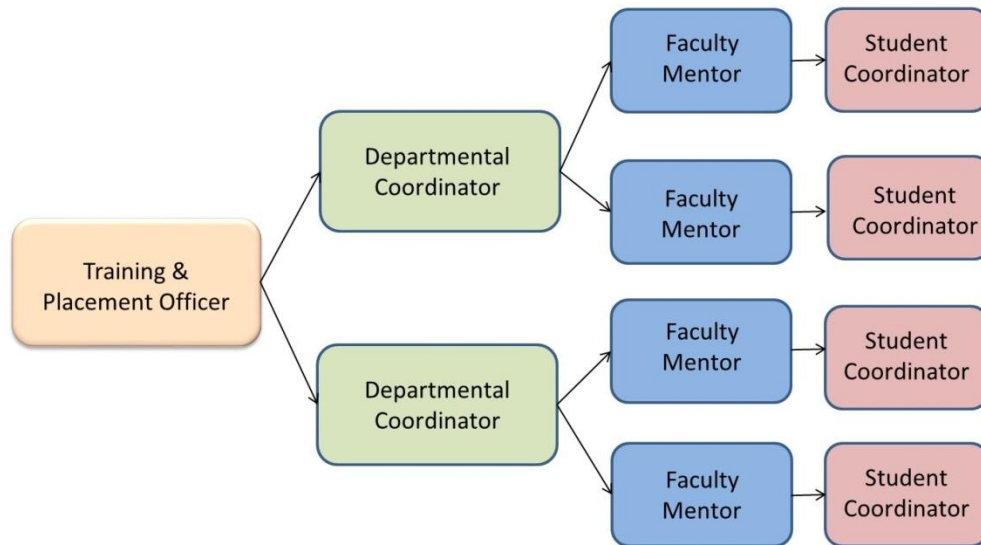 Training &
Placement Officer
Departmental
Coordinator
Departmental
Coordinator
Faculty
Mentor
Student
Coordinator
Faculty
Mentor
Student
Coordinator
Faculty
Mentor
Student
Coordinator
Faculty
Mentor
Student
Coordinator